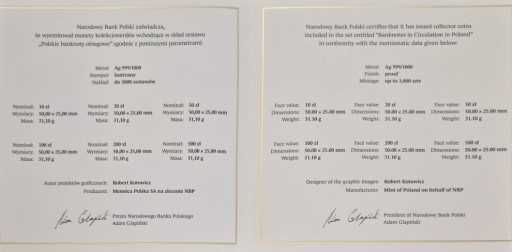 Narodowy Bank Polski zaświadcza,
że wyemitował monety kolekcjonerskie wchodzące w skład zestawu
„Polskie banknoty obiegowe” zgodnie z poniższymi parametrami:
Metal: Ag 999/1000
Stempel: lustrzany
Nakład: do 3000 zestawów
Nominał: 10 zł Nominał: 20 zł Nominał: 50 zł
Wymiary: 50,00 x 25,00 mm Wymiary: 50,00 x 25,00 mm Wymiary: 50,00 x 25,00 mm
Masa: 31,10 g Masa: 31,10 g Masa: 31,10 g
Nominał: 100 zł Nominał: 200 zł Nominał: 500 zł
Wymiary: 50,00 x 25,00 mm Wymiary: 50,00 x 25,00 mm Wymiary: 50,00 x 25,00 mm
Masa: 31,10 g Masa: 31,10 g Masa: 31,10 g
Autor projektów graficznych: Robert Kotowicz
Producent: Mennica Polska SA na zlecenie NBP
Adam Glapiński
Prezes Narodowego Banku Polskiego
Adam Glapiński
Narodowy Bank Polski certifies that it has issued collector coins
included in the set entitled “Banknotes in Circulation in Poland”
in conformity with the numismatic data given below:
Metal: Ag 999/1000
Finish: proof
Mintage: up to 3,000 sets
Face value: 10 zł Face value: 20 zł Face value: 50 zł
Dimensions: 50.00 x 25.00 mm Dimensions: 50.00 x 25.00 mm Dimensions: 50.00 x 25.00 mm
Weight: 31.10 g Weight: 31.10 g Weight: 31.10 g
Face value: 100 zł Face value: 200 zł Face value: 500 zł
Dimensions: 50.00 x 25.00 mm Dimensions: 50.00 x 25.00 mm Dimensions: 50.00 x 25.00 mm
Weight: 31.10 g Weight: 31.10 g Weight: 31.10 g
Designer of the graphic images: Robert Kotowicz
Manufacturer: Mint of Poland on behalf of NBP
Adam Glapiński
President of Narodowy Bank Polski
Adam Glapiński